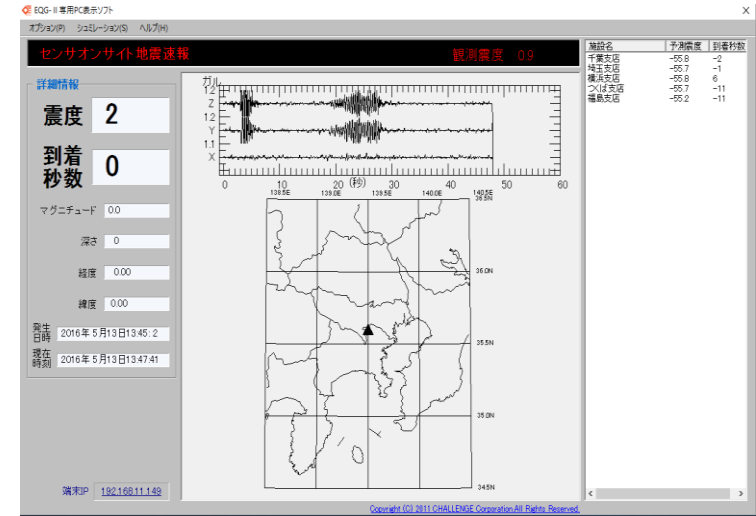 EQG-II 専用PC表示ソフト
オプション(P) シュミレーション(S) ヘルプ(H)
センサオンサイト地震速報 観測震度 0.9
詳細情報
震度 2
到着秒数 0
マグニチュード 0.0
深さ 0
経度 0.00
緯度 0.00
発生日時 2016年 5月13日13:45: 2
現在時刻 2016年 5月13日13:47:41
端末IP 192.168.11.149
ガル
1.2
Z
1.2
Y
1.1
X
0 10 20 (秒) 30 40 50 60
138.5E 139.0E 139.5E 140.0E 140.5E
36.5N
36.0N
35.5N
35.0N
34.5N
施設名 予測震度 到着秒数
千葉支店 -55.8 -2
埼玉支店 -55.7 -1
横浜支店 -55.8 6
つくば支店 -55.7 -11
福島支店 -55.2 -11
Copyright (C) 2011 CHALLENGE Corporation All Rights Reserved.